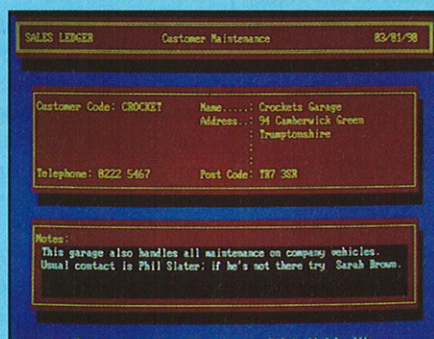 SALES LEDGER Customer Maintenance 03/01/90
Customer Code: CROCKET Name.....: Crockets Garage
Address..: 94 Camberwick Green
: Trumptonshire
:
:
Telephone: 0222 5467 Post Code: TR7 3SR
Notes:
This garage also handles all maintenance on company vehicles.
Usual contact is Phil Slater; if he's not there try Sarah Brown.